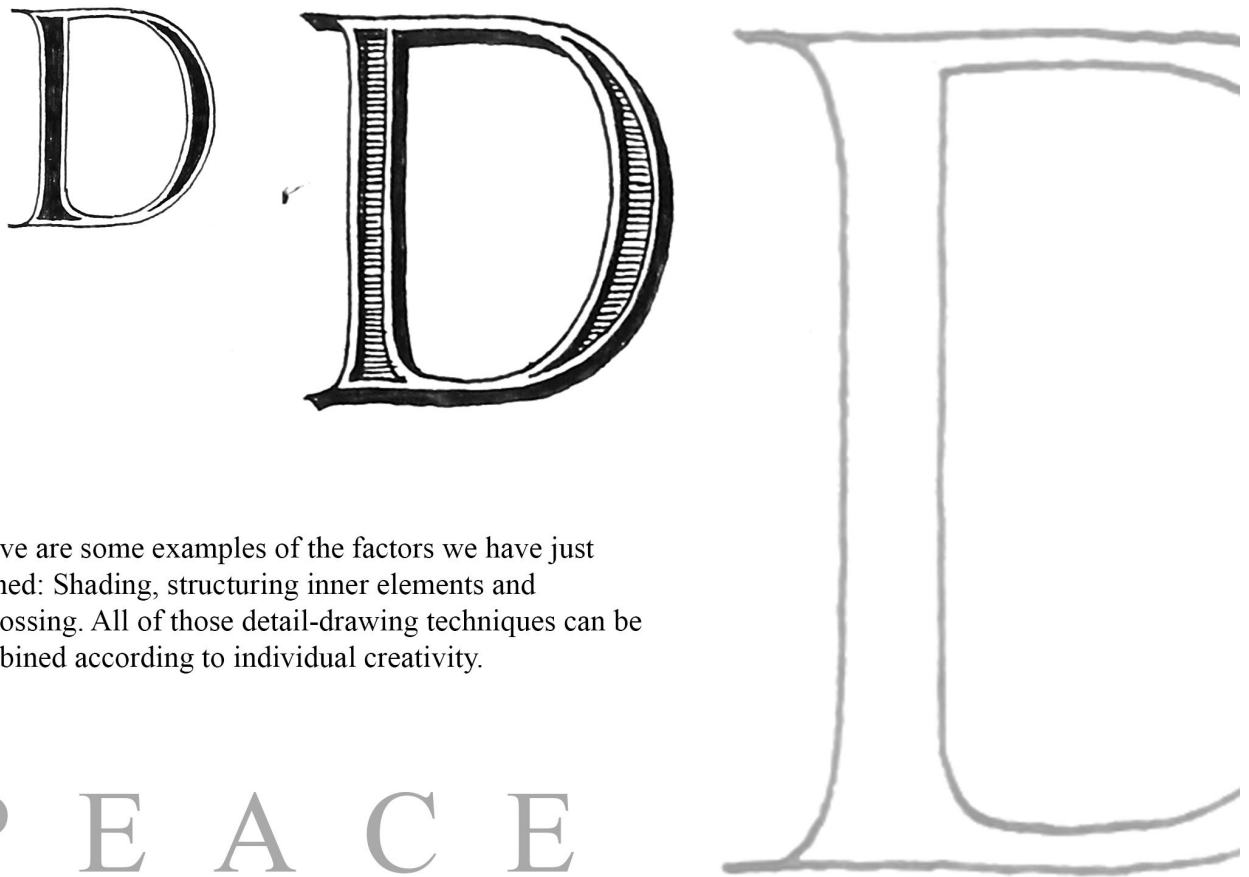 D D D
ve are some examples of the factors we have just
ned: Shading, structuring inner elements and
ossing. All of those detail-drawing techniques can be
bined according to individual creativity.
P E A C E